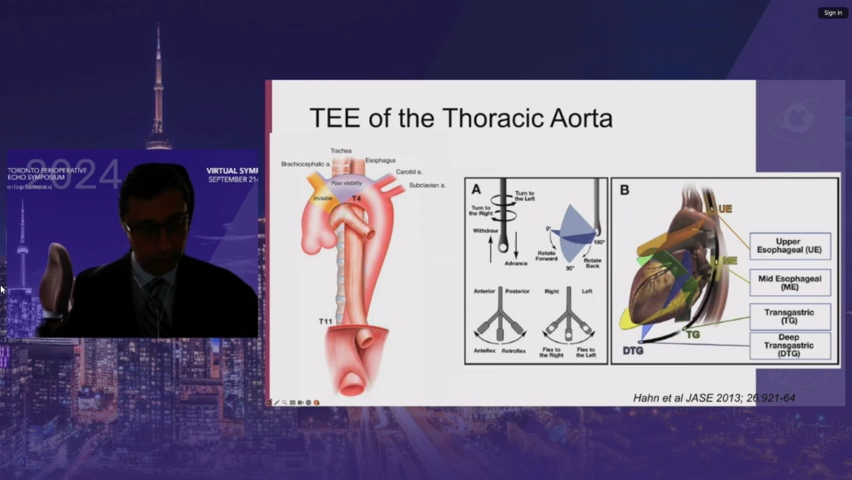 Sign in
2024
TORONTO PERIOPERATIVE
ECHO SYMPOSIUM
VIRTUAL SYMP
SEPTEMBER 21-
TEE of the Thoracic Aorta
Trachea
Esophagus
Brachiocephalic a.
Carotid a.
Subclavian a.
Poor visibility
Invisible
T4
T11
A
Turn to
the Left
Turn to
the Right
Withdraw
Advance
0°
180°
90°
Rotate
Forward
Rotate
Back
Anterior
Posterior
Right
Left
Anteflex
Retroflex
Flex to
the Right
Flex to
the Left
B
UE
ME
TG
DTG
Upper
Esophageal (UE)
Mid Esophageal
(ME)
Transgastric
(TG)
Deep
Transgastric
(DTG)
Hahn et al JASE 2013; 26:921-64